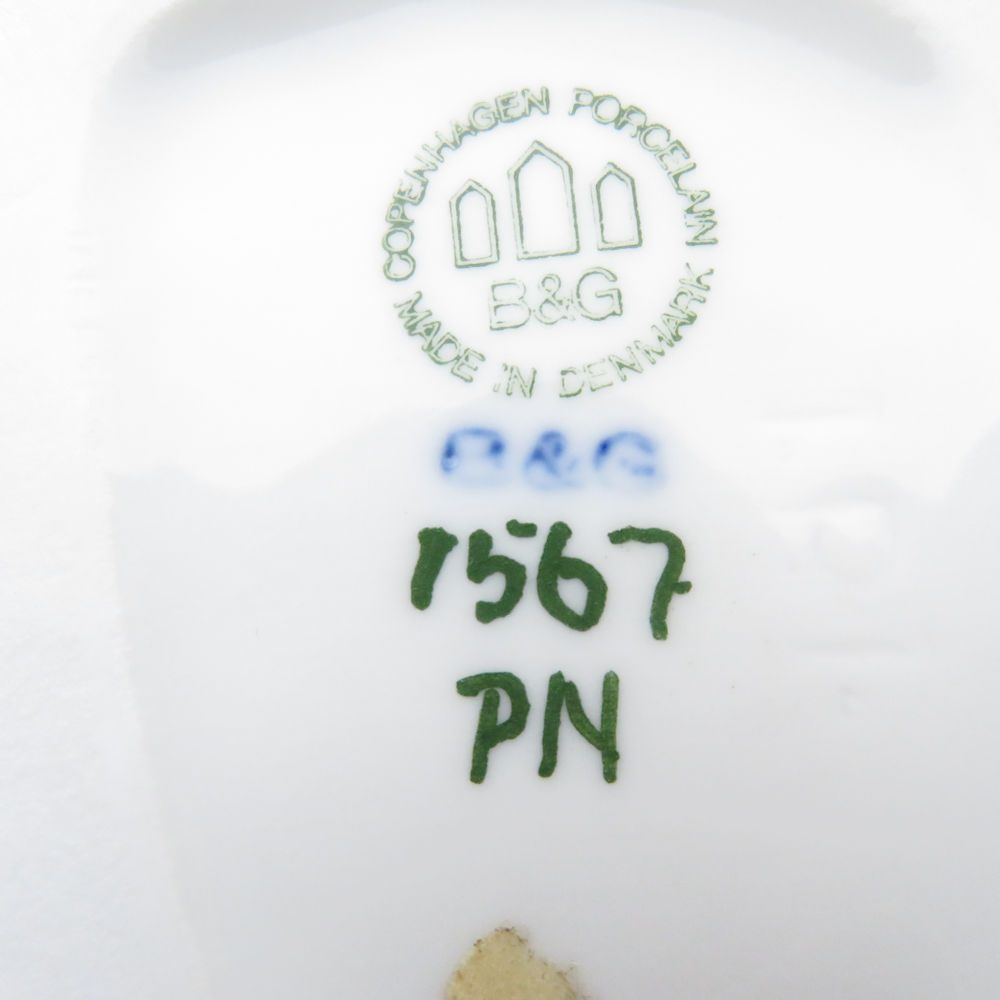 COPENHAGEN PORCELAIN
B&G
MADE IN DENMARK
B&G
1567
PN